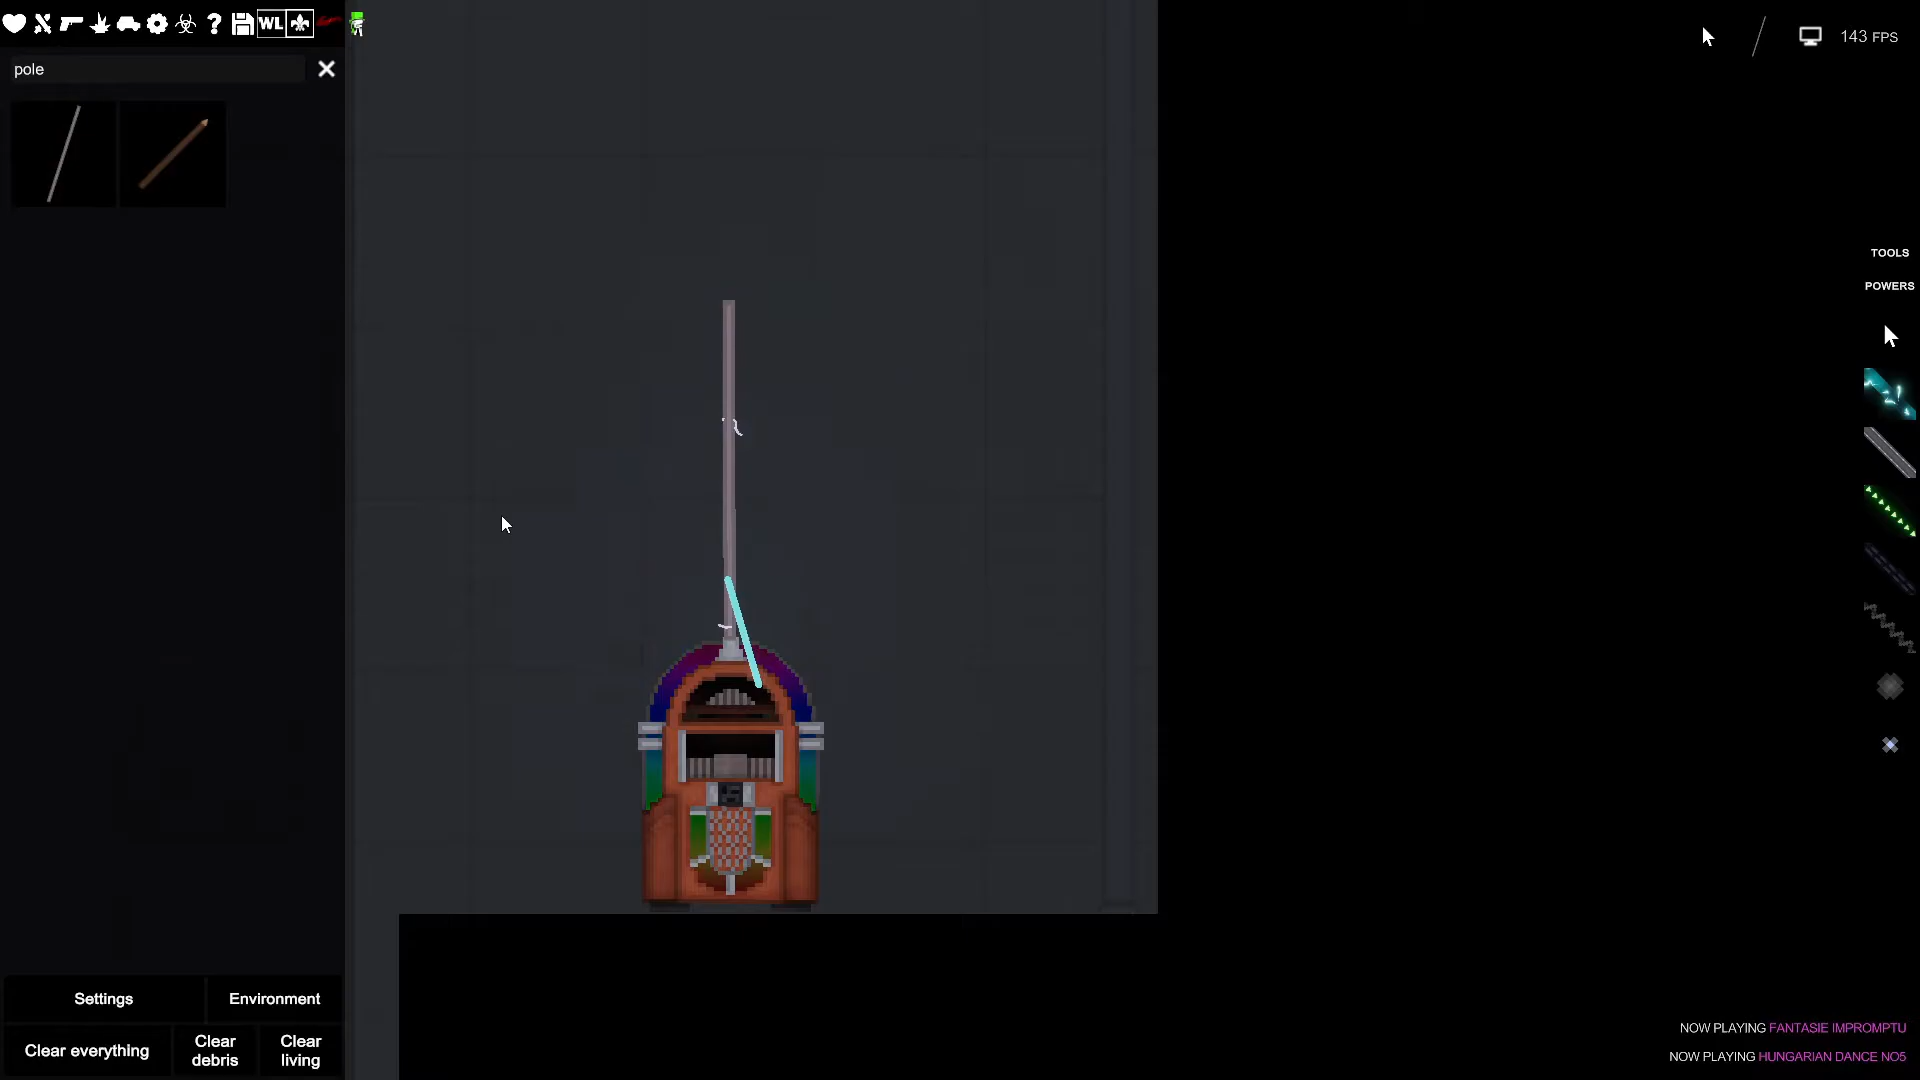 WL
143 FPS
pole
TOOLS
POWERS
Settings
Environment
Clear everything
Clear
debris
Clear
living
NOW PLAYING FANTASIE IMPROMPTU
NOW PLAYING HUNGARIAN DANCE NO5